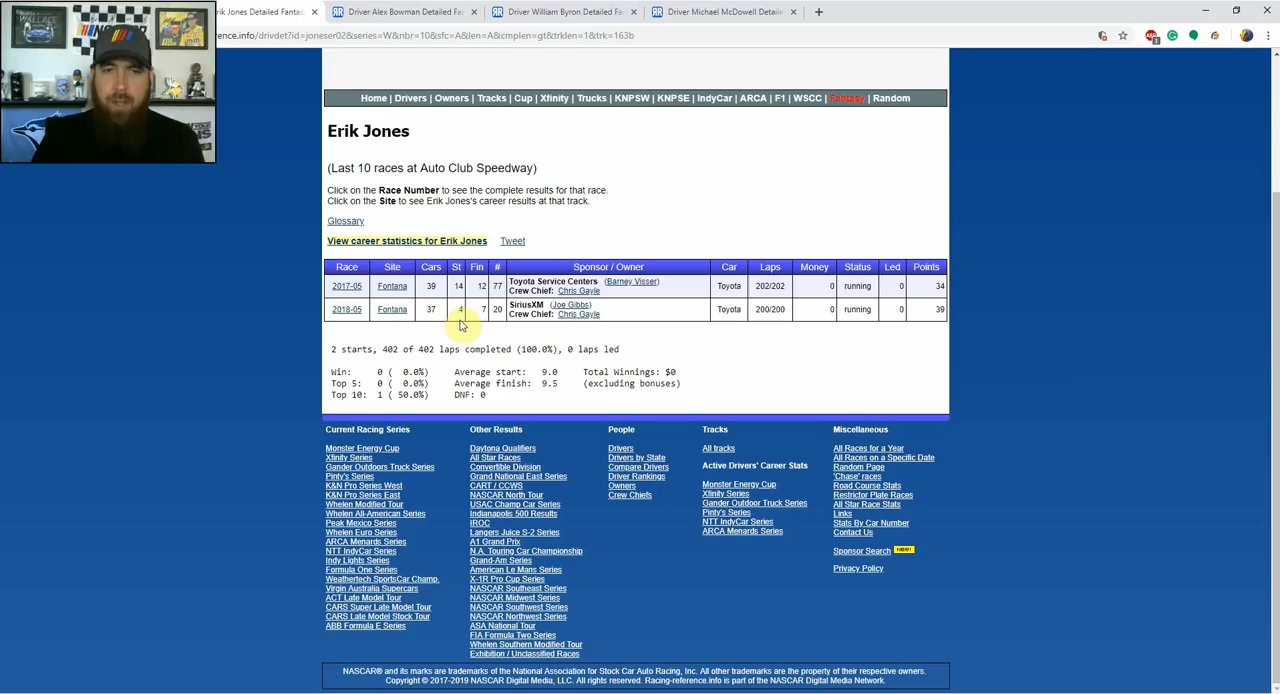 rik Jones Detailed Fantas
Driver Alex Bowman Detailed Fa
Driver William Byron Detailed Fa
Driver Michael McDowell Detaile
rence.info/drivdet?id=joneser02&series=W&nbr=10&sfc=A&len=A&cmplen=gt&trklen=1&trk=163b
Home | Drivers | Owners | Tracks | Cup | Xfinity | Trucks | KNPSW | KNPSE | IndyCar | ARCA | F1 | WSCC | Fantasy | Random
Erik Jones
(Last 10 races at Auto Club Speedway)
Click on the Race Number to see the complete results for that race.
Click on the Site to see Erik Jones's career results at that track.
Glossary
View career statistics for Erik Jones Tweet
Race Site Cars St Fin # Sponsor / Owner Car Laps Money Status Led Points
2017-05 Fontana 39 14 12 77 Toyota Service Centers (Barney Visser) Toyota 202/202 0 running 0 34
Crew Chief: Chris Gayle
2018-05 Fontana 37 4 7 20 SiriusXM (Joe Gibbs) Toyota 200/200 0 running 0 39
Crew Chief: Chris Gayle
2 starts, 402 of 402 laps completed (100.0%), 0 laps led
Win: 0 ( 0.0%) Average start: 9.0 Total Winnings: $0
Top 5: 0 ( 0.0%) Average finish: 9.5 (excluding bonuses)
Top 10: 1 ( 50.0%) DNF: 0
Current Racing Series
Monster Energy Cup
Xfinity Series
Gander Outdoors Truck Series
Pinty's Series
K&N Pro Series West
K&N Pro Series East
Whelen Modified Tour
Whelen All-American Series
Peak Mexico Series
Whelen Euro Series
ARCA Menards Series
NTT IndyCar Series
Indy Lights Series
Formula One Series
Weathertech SportsCar Champ.
Virgin Australia Supercars
ACT Late Model Tour
CARS Super Late Model Tour
CARS Late Model Stock Tour
ABB Formula E Series
Other Results
Daytona Qualifiers
All Star Races
Convertible Division
Grand National East Series
CART / CCWS
NASCAR North Tour
USAC Champ Car Series
Indianapolis 500 Results
IROC
Langers Juice S-2 Series
A1 Grand Prix
N.A. Touring Car Championship
Grand-Am Series
American Le Mans Series
X-1R Pro Cup Series
NASCAR Southeast Series
NASCAR Midwest Series
NASCAR Southwest Series
NASCAR Northwest Series
ASA National Tour
FIA Formula Two Series
Whelen Southern Modified Tour
Exhibition / Unclassified Races
People
Drivers
Drivers by State
Compare Drivers
Driver Rankings
Owners
Crew Chiefs
Tracks
All tracks
Active Drivers' Career Stats
Monster Energy Cup
Xfinity Series
Gander Outdoor Truck Series
Pinty's Series
NTT IndyCar Series
ARCA Menards Series
Miscellaneous
All Races for a Year
All Races on a Specific Date
Random Page
'Chase' races
Road Course Stats
Restrictor Plate Races
All Star Race Stats
Links
Stats By Car Number
Contact Us
Sponsor Search NEW!
Privacy Policy
NASCAR® and its marks are trademarks of the National Association for Stock Car Auto Racing, Inc. All other trademarks are the property of their respective owners.
Copyright © 2017-2019 NASCAR Digital Media, LLC. All rights reserved. Racing-reference.info is part of the NASCAR Digital Media Network.